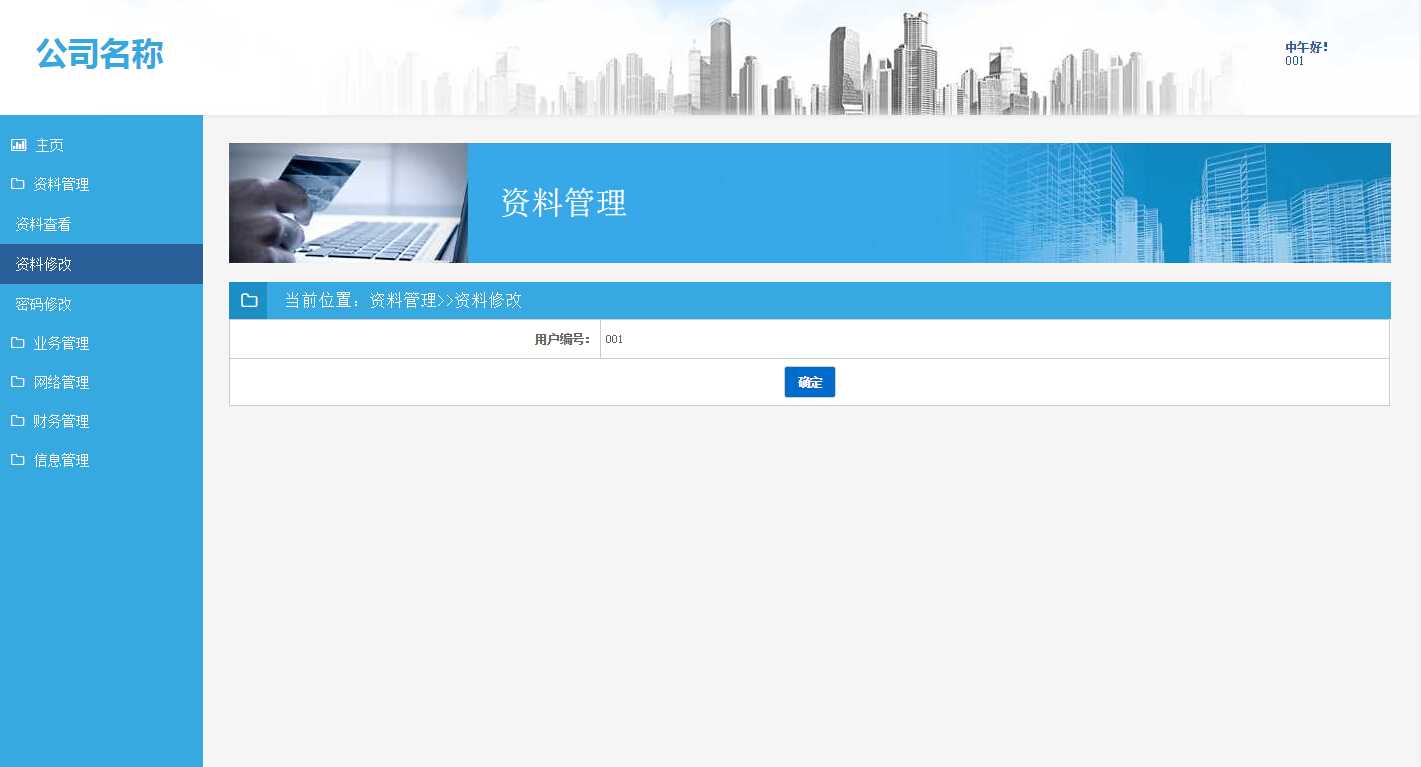 公司名称
中午好!
001
主页
资料管理
资料查看
资料修改
密码修改
业务管理
网络管理
财务管理
信息管理
资料管理
当前位置：资料管理>>资料修改
用户编号： 001
确定